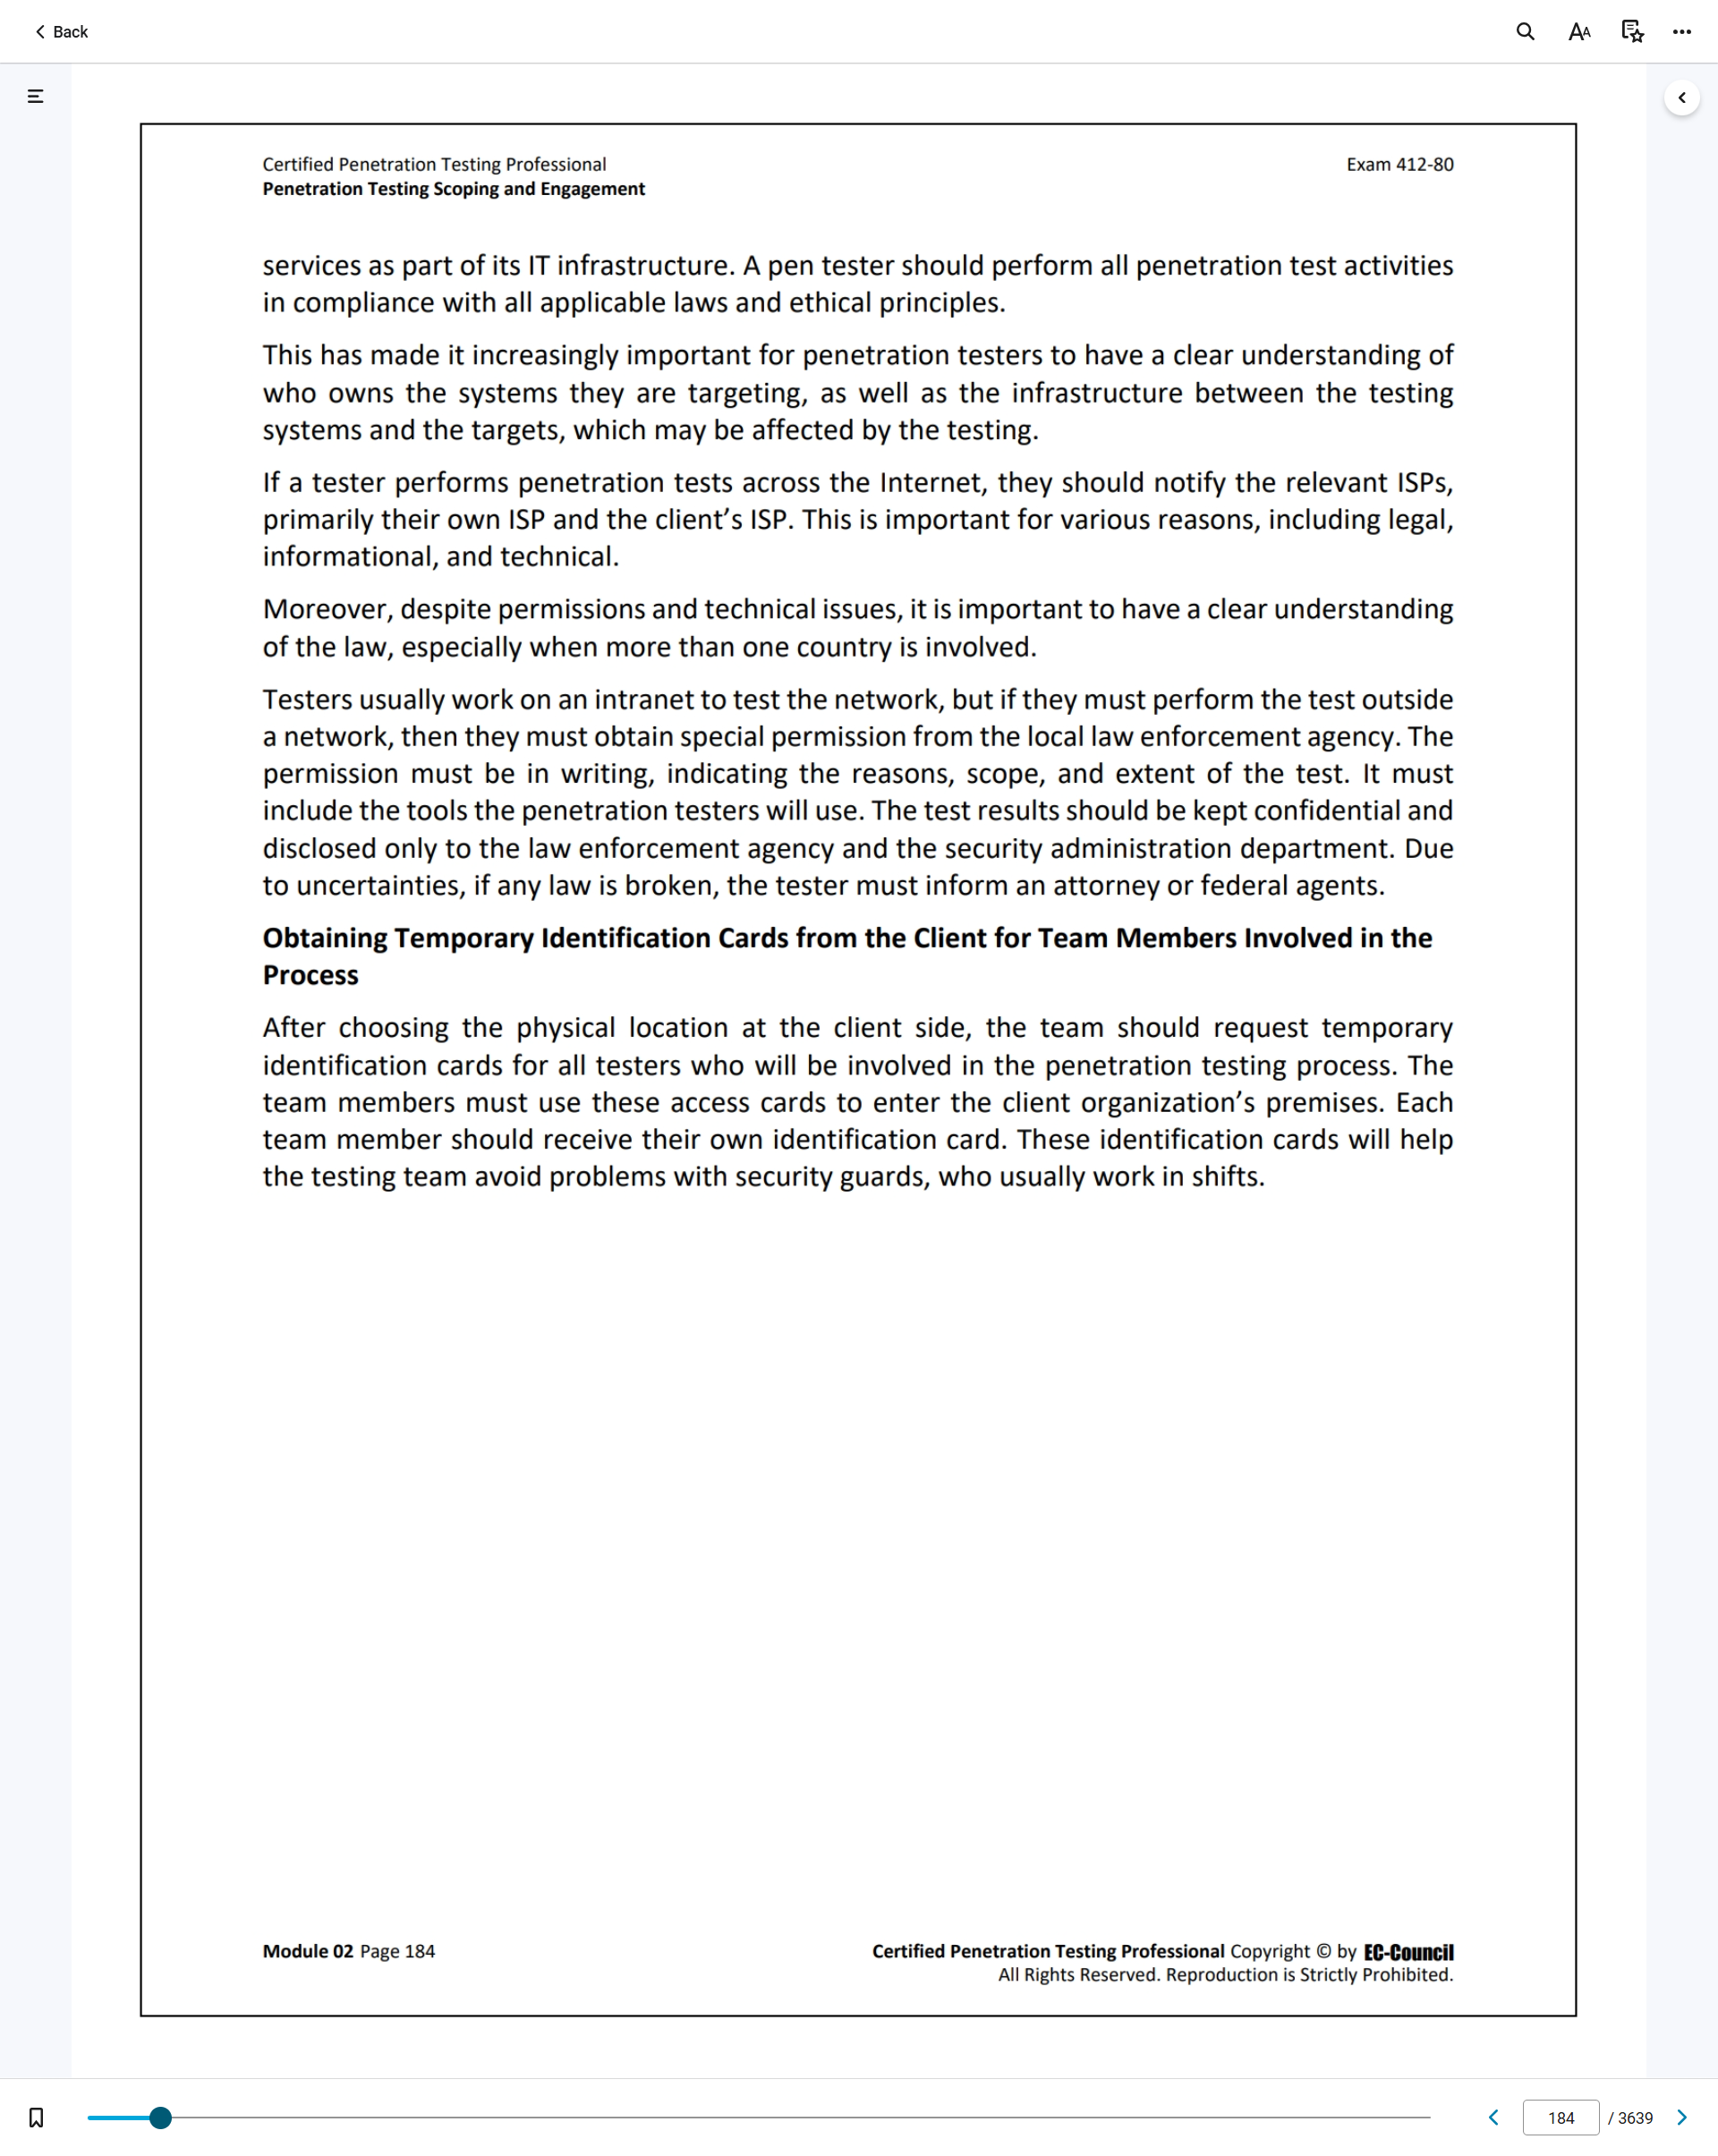 Back
Certified Penetration Testing Professional
Exam 412-80
Penetration Testing Scoping and Engagement
services as part of its IT infrastructure. A pen tester should perform all penetration test activities
in compliance with all applicable laws and ethical principles.
This has made it increasingly important for penetration testers to have a clear understanding of
who owns the systems they are targeting, as well as the infrastructure between the testing
systems and the targets, which may be affected by the testing.
If a tester performs penetration tests across the Internet, they should notify the relevant ISPs,
primarily their own ISP and the client’s ISP. This is important for various reasons, including legal,
informational, and technical.
Moreover, despite permissions and technical issues, it is important to have a clear understanding
of the law, especially when more than one country is involved.
Testers usually work on an intranet to test the network, but if they must perform the test outside
a network, then they must obtain special permission from the local law enforcement agency. The
permission must be in writing, indicating the reasons, scope, and extent of the test. It must
include the tools the penetration testers will use. The test results should be kept confidential and
disclosed only to the law enforcement agency and the security administration department. Due
to uncertainties, if any law is broken, the tester must inform an attorney or federal agents.
Obtaining Temporary Identification Cards from the Client for Team Members Involved in the
Process
After choosing the physical location at the client side, the team should request temporary
identification cards for all testers who will be involved in the penetration testing process. The
team members must use these access cards to enter the client organization’s premises. Each
team member should receive their own identification card. These identification cards will help
the testing team avoid problems with security guards, who usually work in shifts.
Module 02 Page 184
Certified Penetration Testing Professional Copyright © by EC-Council
All Rights Reserved. Reproduction is Strictly Prohibited.
184 / 3639